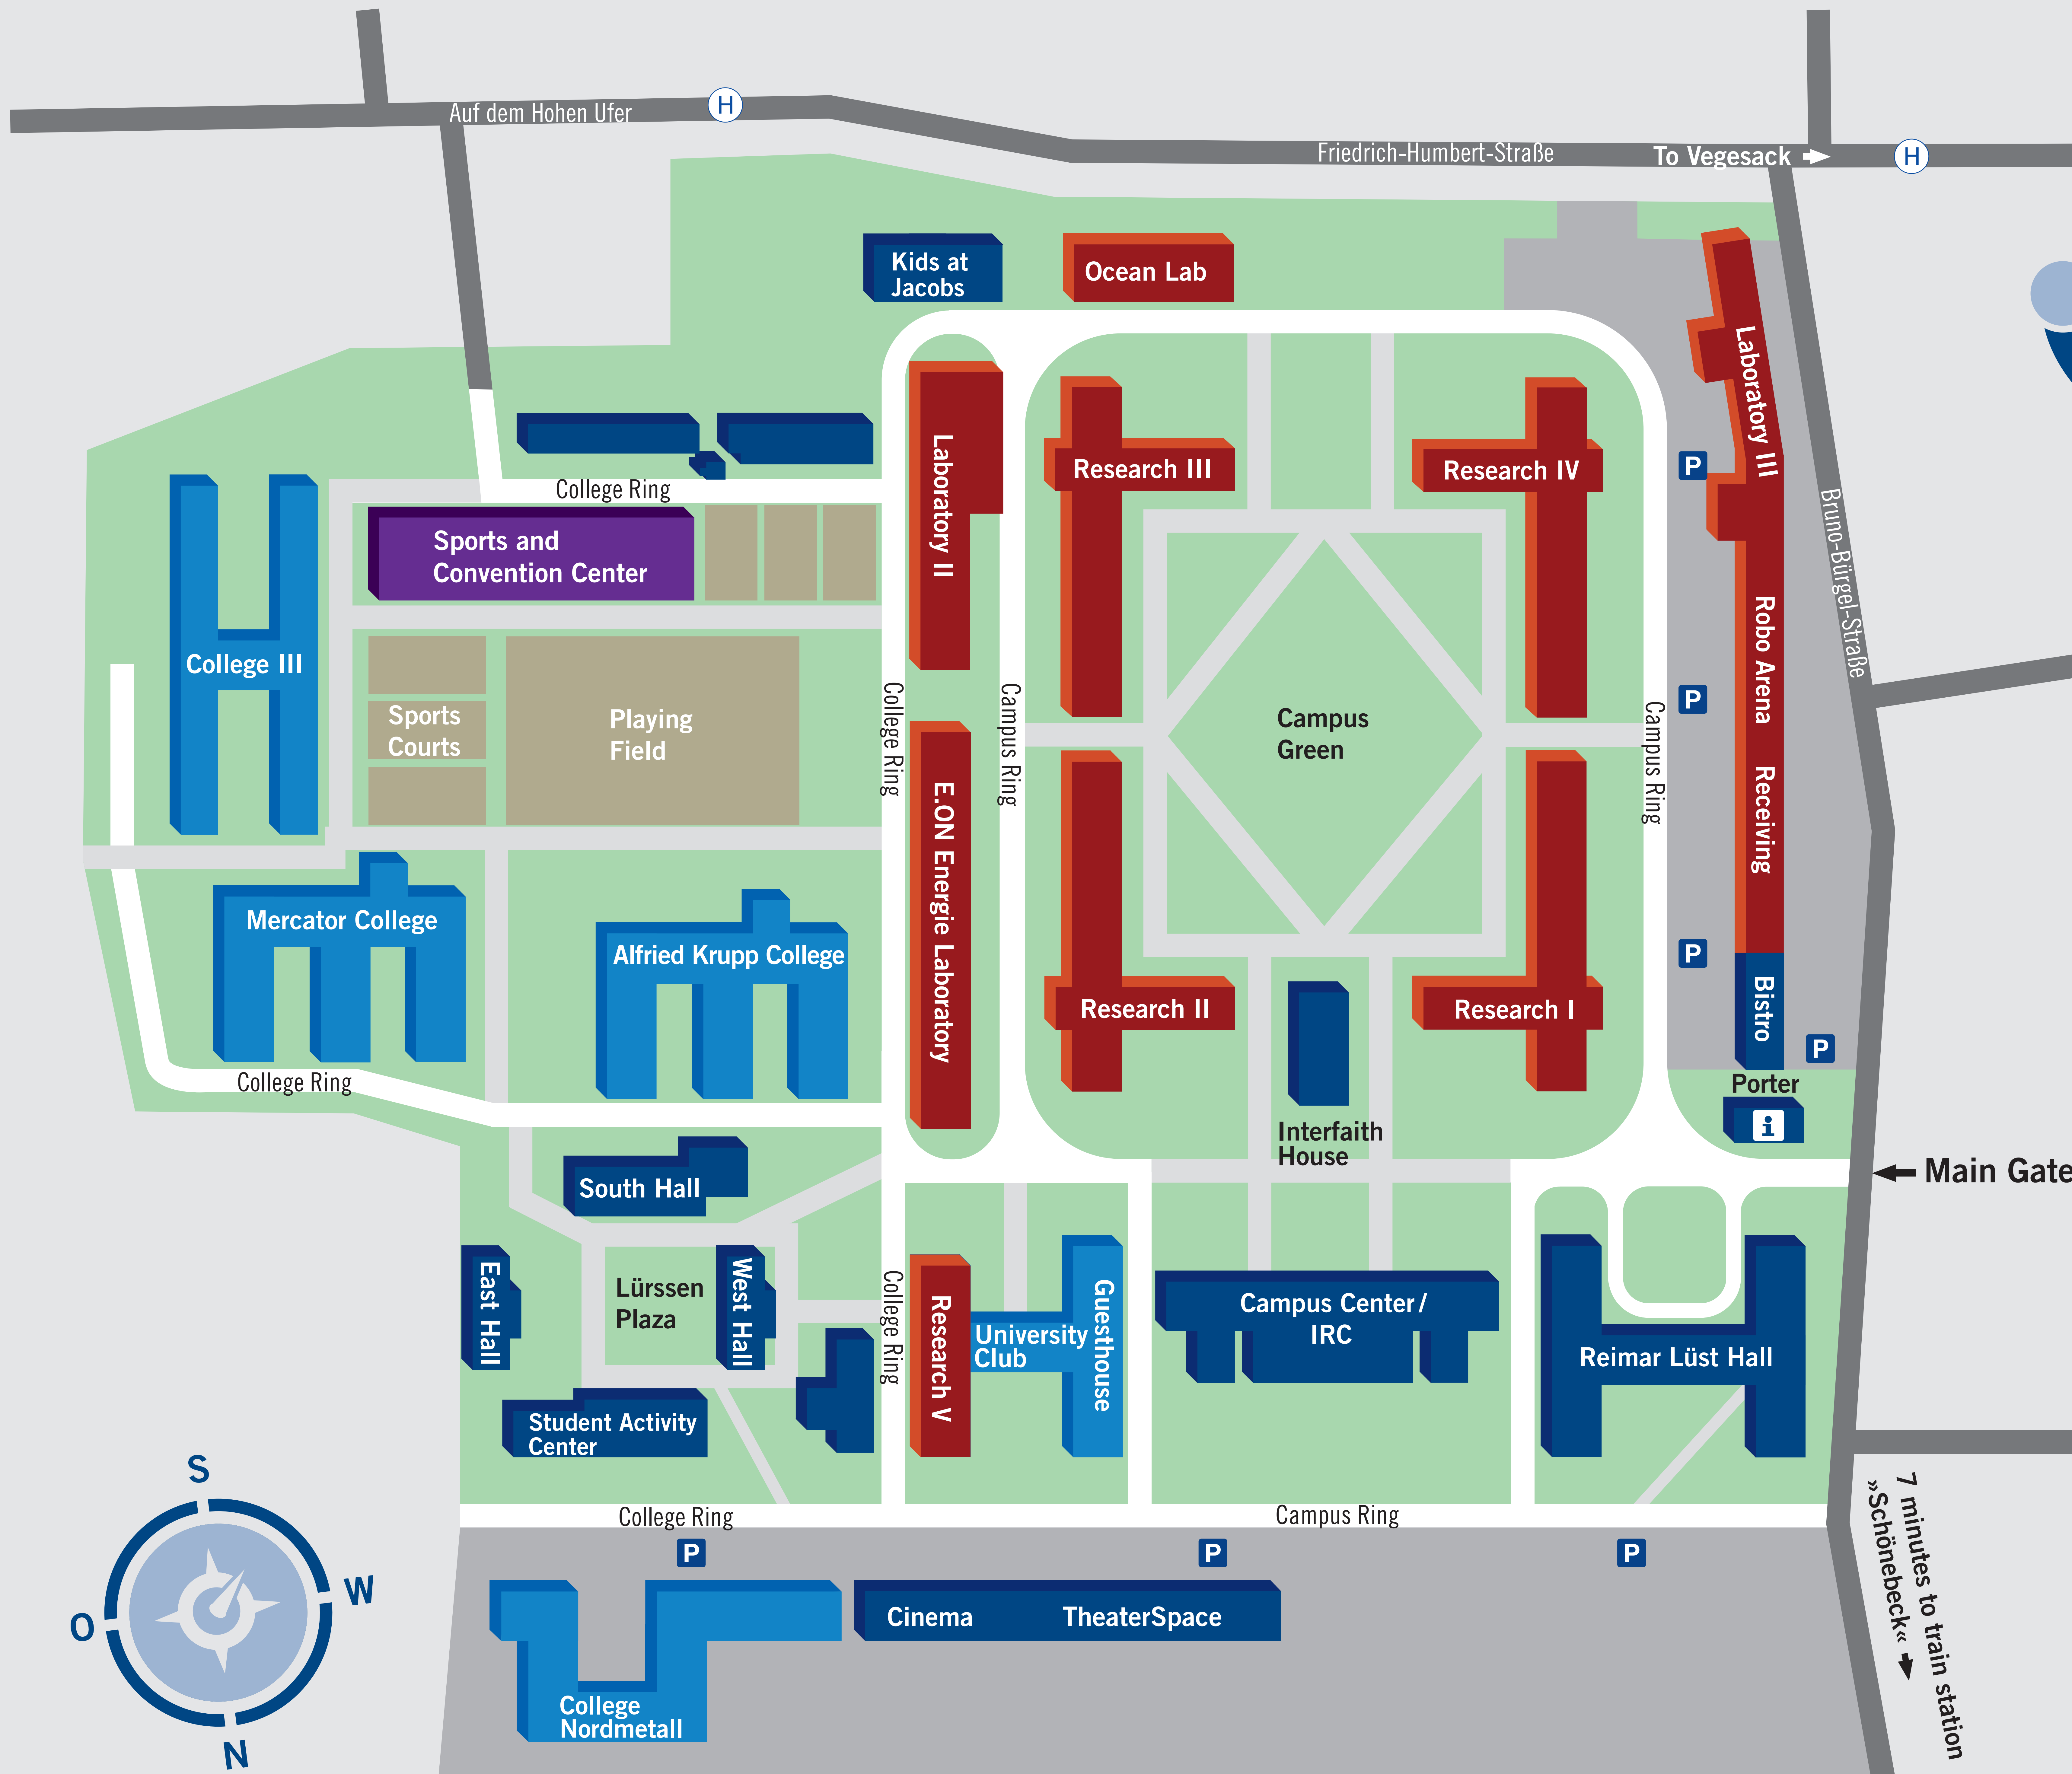 Auf dem Hohen Ufer
H
Friedrich-Humbert-Straße
To Vegesack
H
Kids at
Jacobs
Ocean Lab
Laboratory III
Laboratory II
Research III
Research IV
P
College Ring
Sports and
Convention Center
Bruno-Bürgel-Straße
Robo Arena
College III
Sports
Courts
Playing
Field
College Ring
Campus Ring
Campus
Green
Campus Ring
P
Receiving
E.ON Energie Laboratory
Mercator College
Alfried Krupp College
P
Research II
Research I
Bistro
P
College Ring
Porter
i
Interfaith
House
Main Gate
South Hall
East Hall
Lürssen
Plaza
West Hall
College Ring
Research V
University
Club
Guesthouse
Campus Center/
IRC
Reimar Lüst Hall
Student Activity
Center
College Ring
Campus Ring
P
P
P
7 minutes to train station
»Schönebeck«
S
W
O
N
Cinema
TheaterSpace
College
Nordmetall